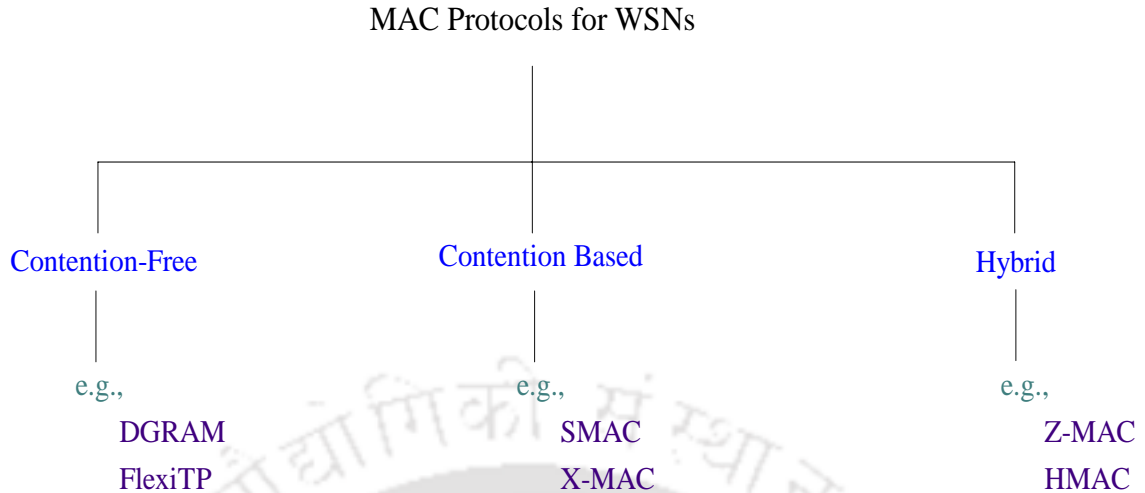 MAC Protocols for WSNs
Contention-Free
Contention Based
Hybrid
e.g.,
e.g.,
e.g.,
DGRAM
SMAC
Z-MAC
FlexiTP
X-MAC
HMAC